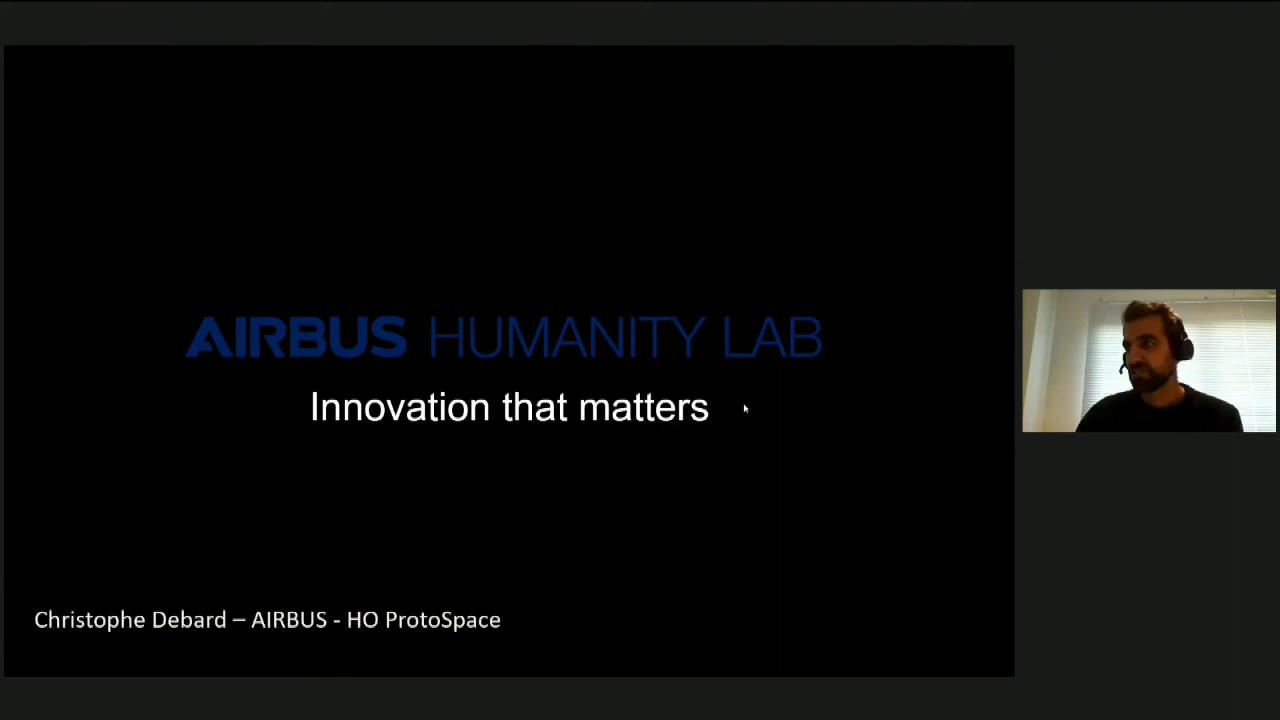 AIRBUS HUMANITY LAB
Innovation that matters
Christophe Debard – AIRBUS - HO ProtoSpace